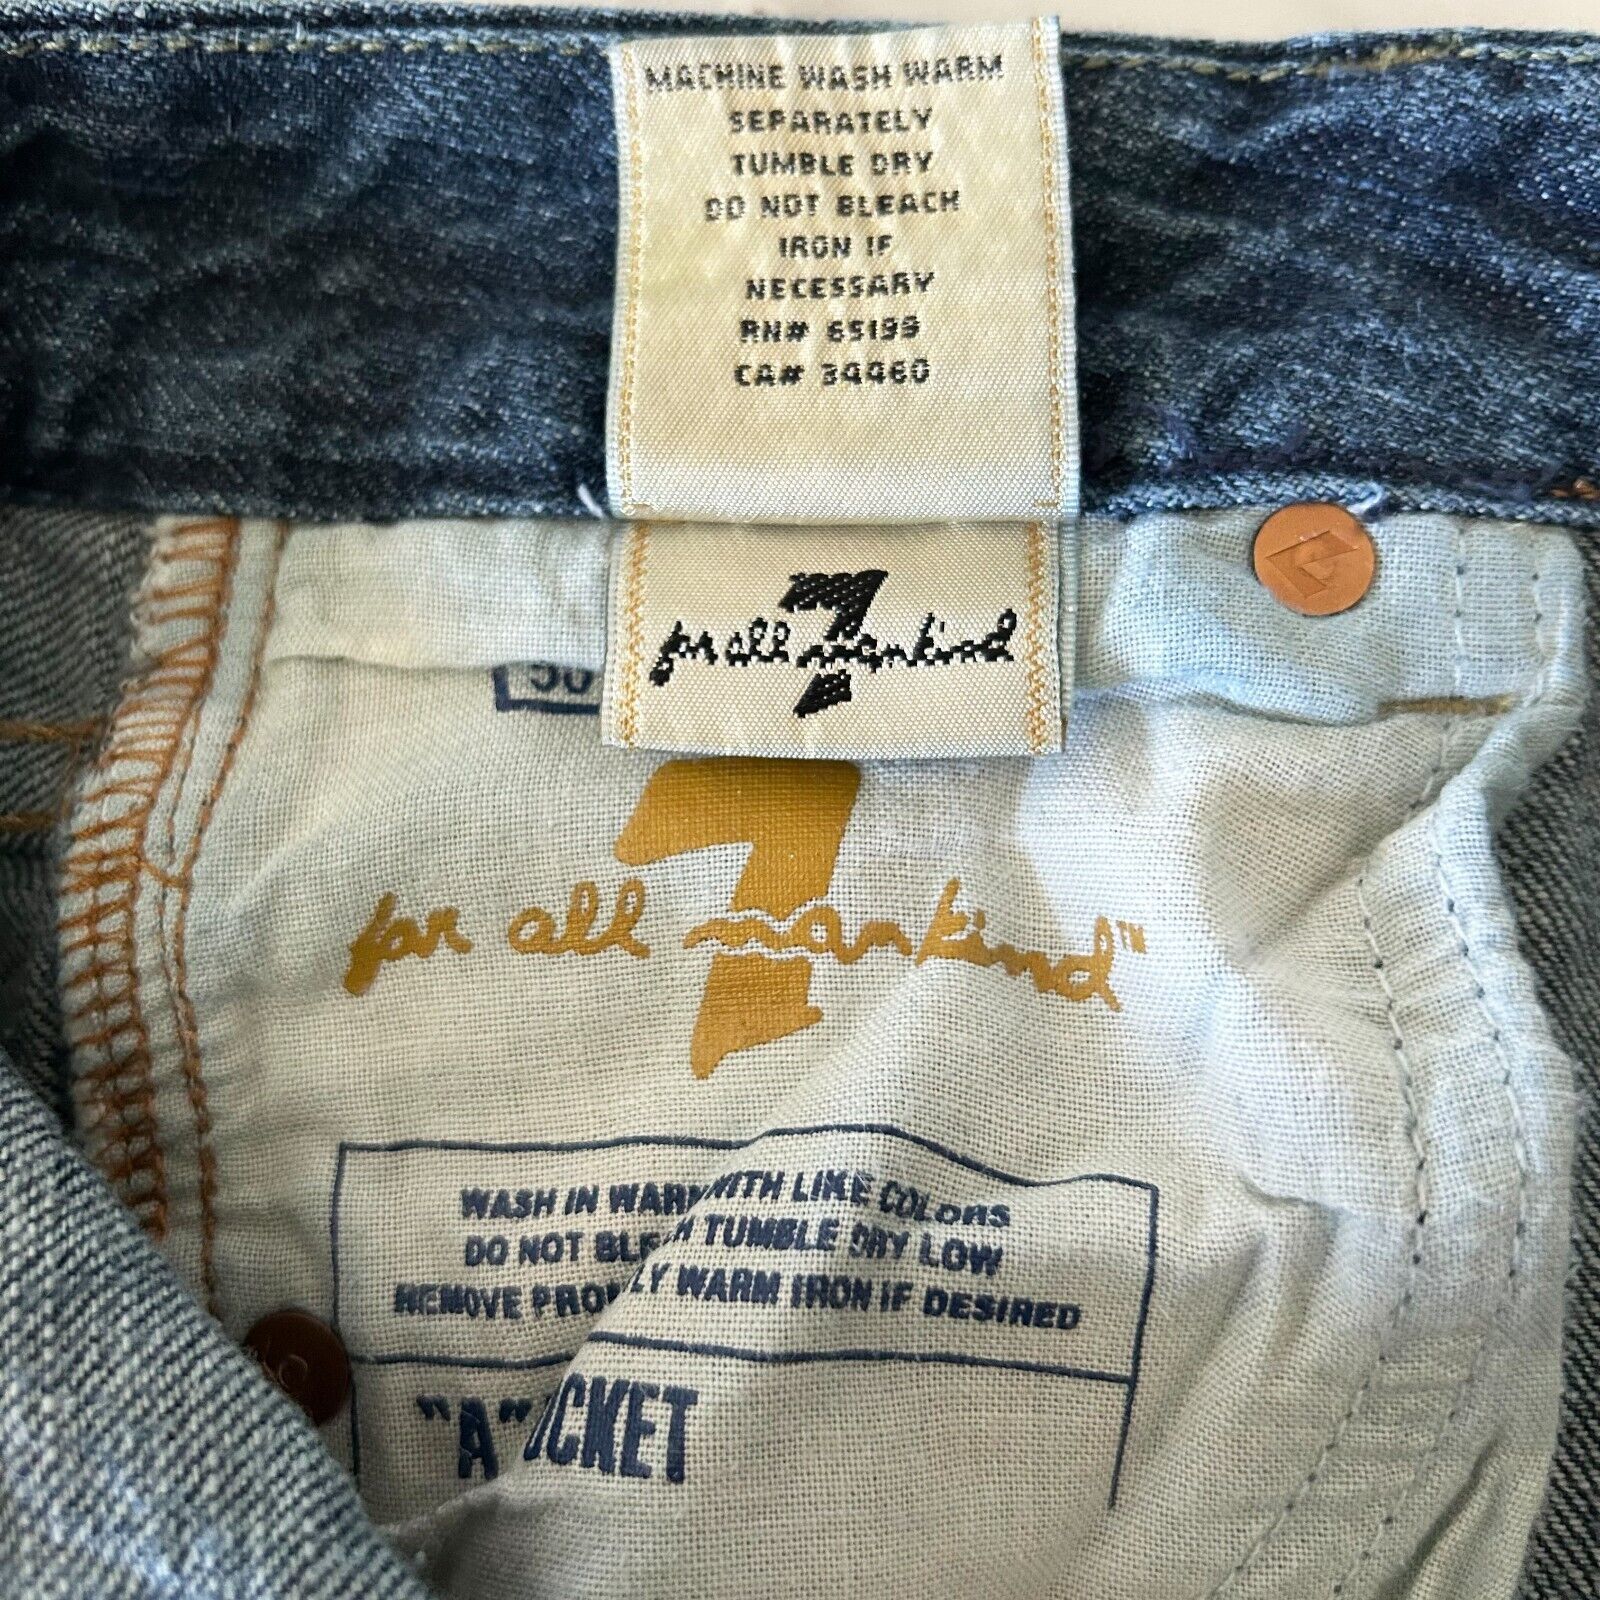 MACHINE WASH WARM
SEPARATELY
TUMBLE DRY
DO NOT BLEACH
IRON IF
NECESSARY
RN# 65199
CA# 34460
7
for all mankind
30
7
for all mankind™
WASH IN WARM WITH LIKE COLORS
DO NOT BLEACH TUMBLE DRY LOW
REMOVE PROMPTLY WARM IRON IF DESIRED
"A" POCKET